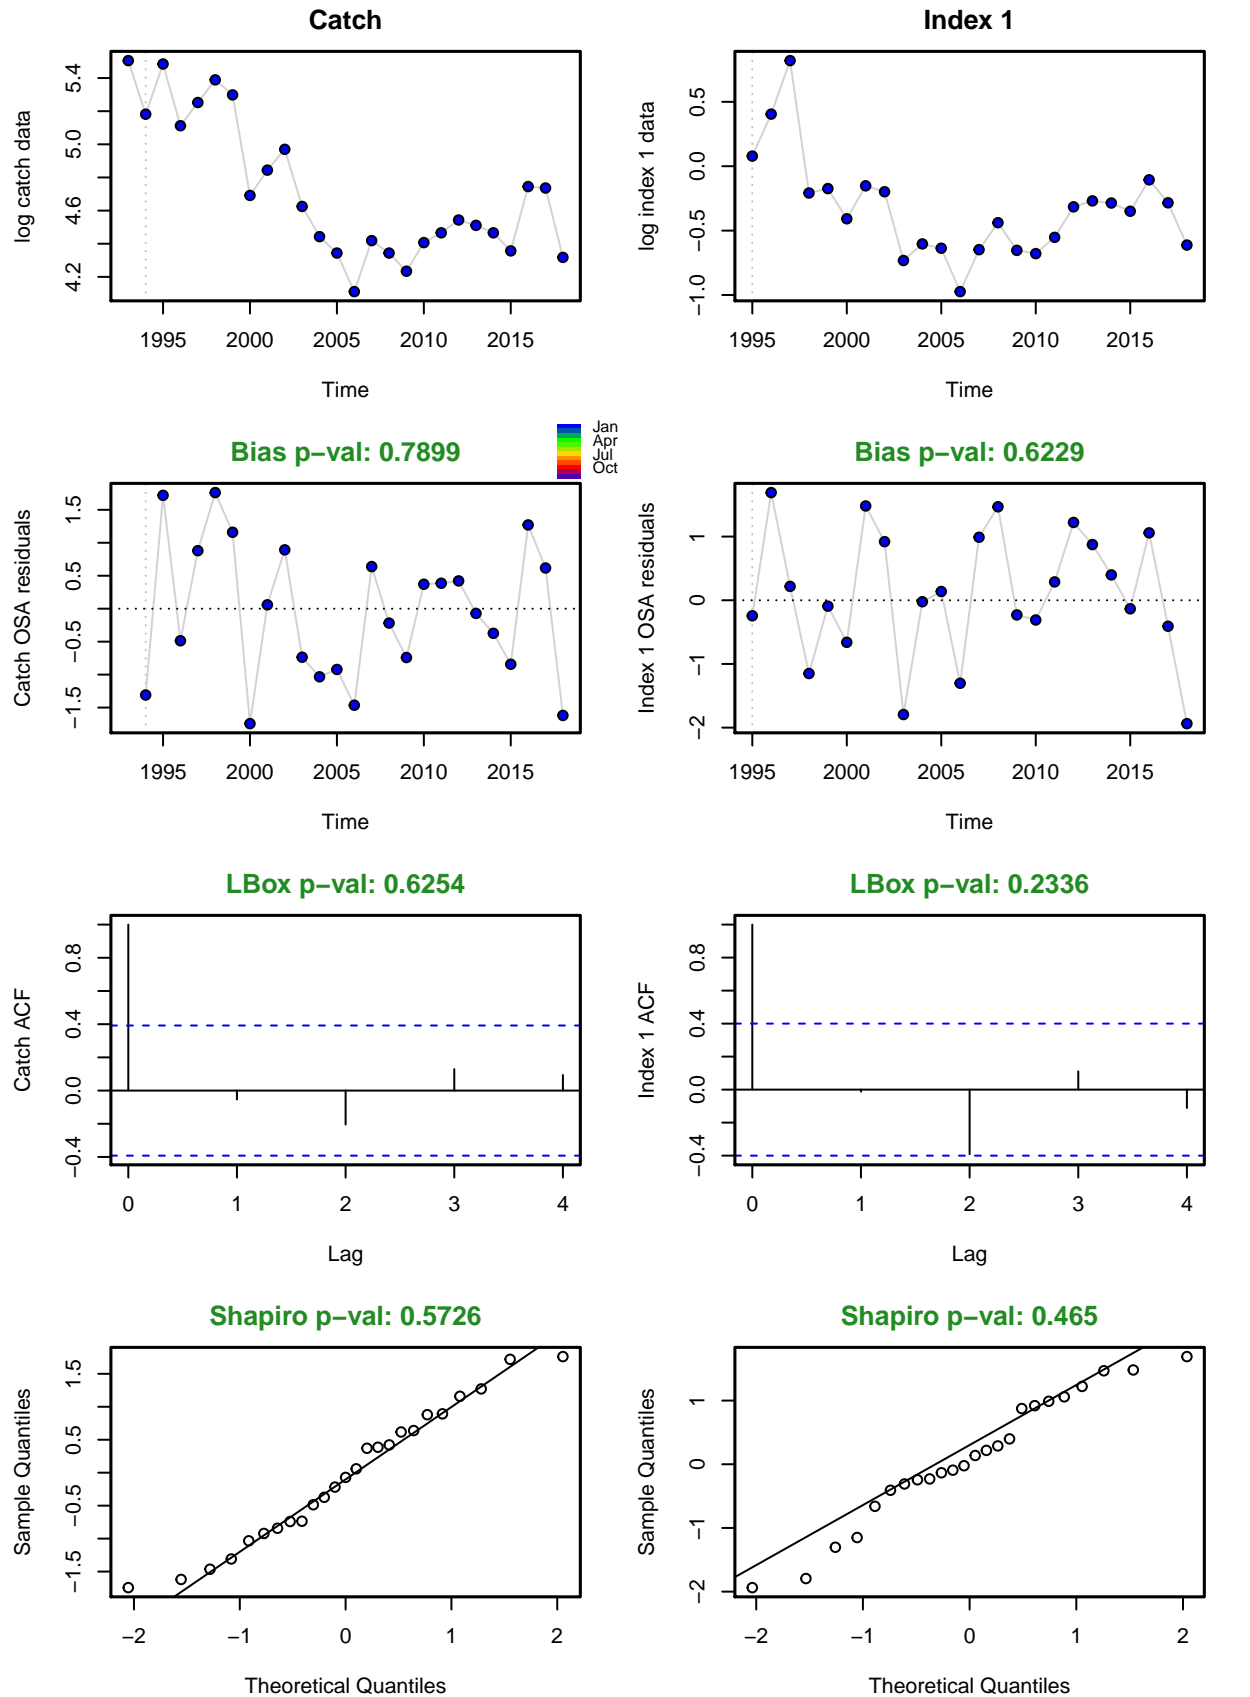 Catch
Index 1
log catch data
4.2 4.6 5.0 5.4
1995 2000 2005 2010 2015
Time
log index 1 data
−1.0 −0.5 0.0 0.5
1995 2000 2005 2010 2015
Time
Jan
Apr
Jul
Oct
Bias p−val: 0.7899
Catch OSA residuals
−1.5 −0.5 0.5 1.5
1995 2000 2005 2010 2015
Time
Bias p−val: 0.6229
Index 1 OSA residuals
−2 −1 0 1
1995 2000 2005 2010 2015
Time
LBox p−val: 0.6254
Catch ACF
−0.4 0.0 0.4 0.8
0 1 2 3 4
Lag
LBox p−val: 0.2336
Index 1 ACF
−0.4 0.0 0.4 0.8
0 1 2 3 4
Lag
Shapiro p−val: 0.5726
Sample Quantiles
−1.5 −0.5 0.5 1.5
−2 −1 0 1 2
Theoretical Quantiles
Shapiro p−val: 0.465
Sample Quantiles
−2 −1 0 1
−2 −1 0 1 2
Theoretical Quantiles